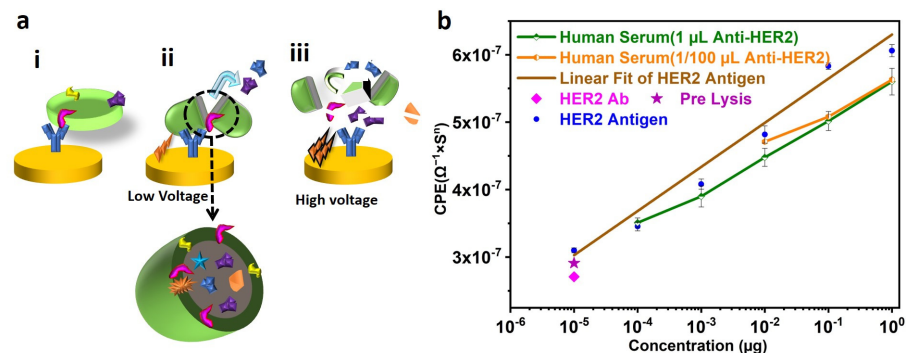 a
i
ii
iii
Low Voltage
High voltage
b
CPE(Ω⁻¹×Sⁿ)
6x10⁻⁷
5x10⁻⁷
4x10⁻⁷
3x10⁻⁷
Human Serum(1 µL Anti-HER2)
Human Serum(1/100 µL Anti-HER2)
Linear Fit of HER2 Antigen
HER2 Ab Pre Lysis
HER2 Antigen
10⁻⁶ 10⁻⁵ 10⁻⁴ 10⁻³ 10⁻² 10⁻¹ 10⁰
Concentration (µg)